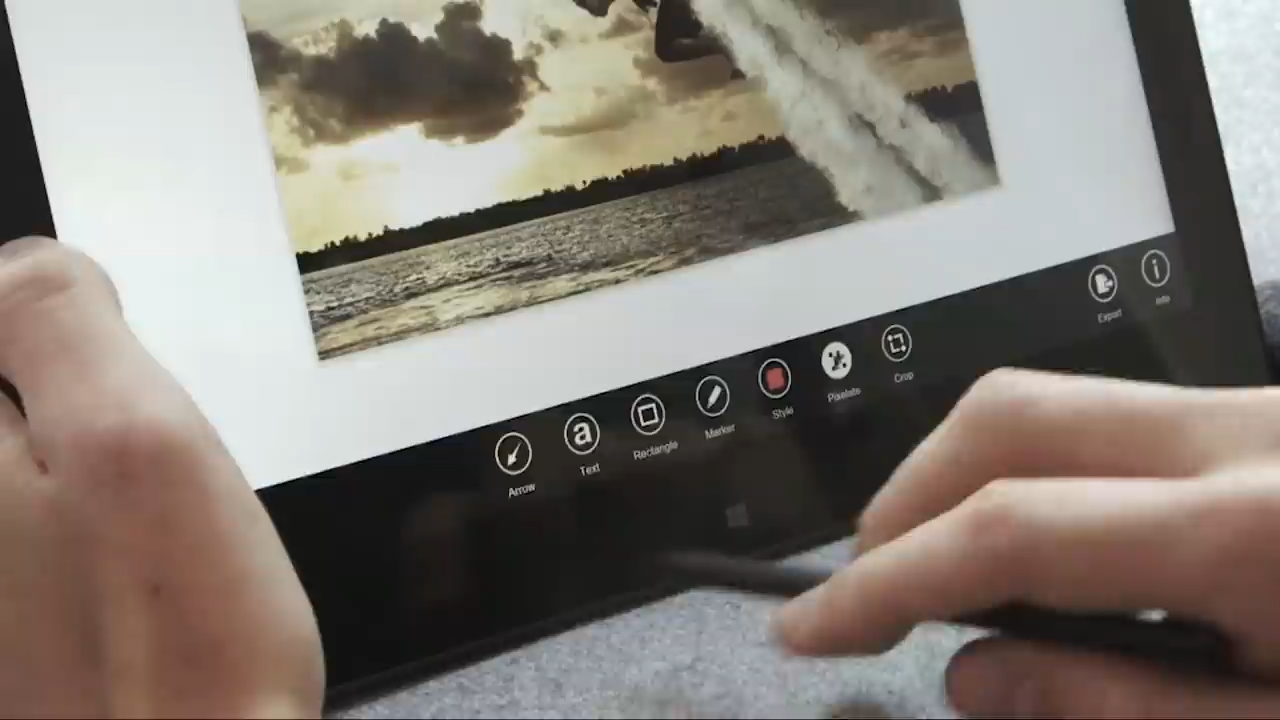 a
Arrow
Text
Rectangle
Marker
Style
Pixelate
Crop
Export
i
Info